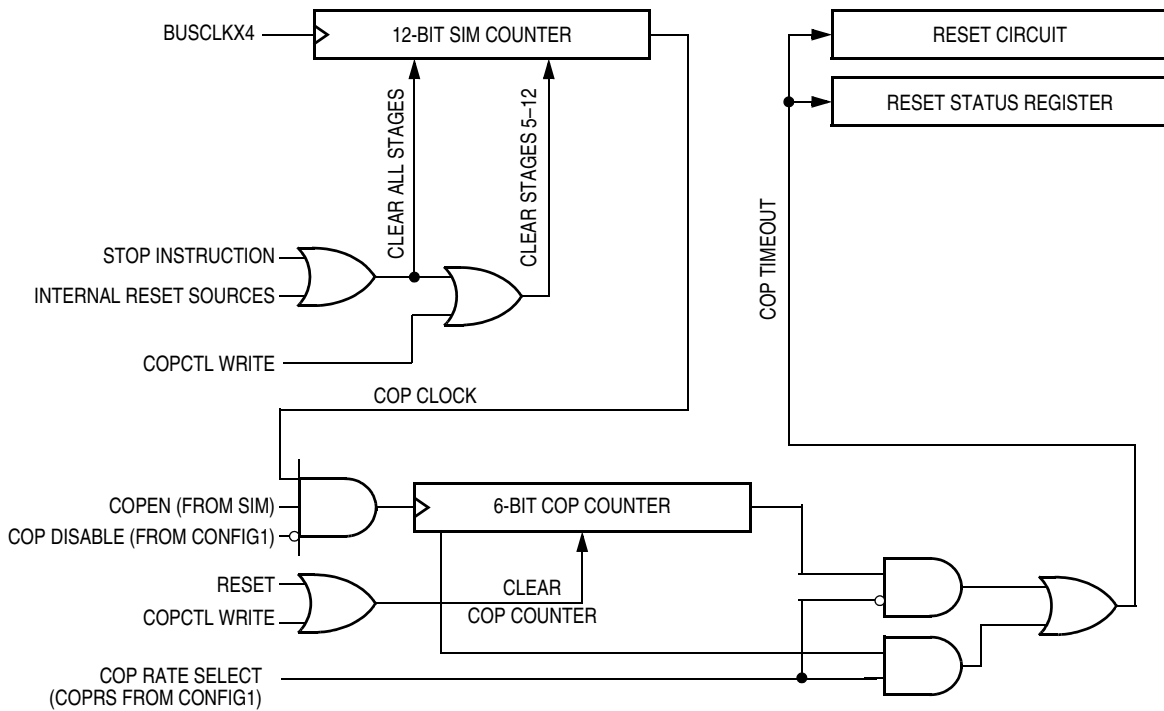 BUSCLKX4
12-BIT SIM COUNTER
RESET CIRCUIT
RESET STATUS REGISTER
CLEAR ALL STAGES
CLEAR STAGES 5–12
COP TIMEOUT
STOP INSTRUCTION
INTERNAL RESET SOURCES
COPCTL WRITE
COP CLOCK
COPEN (FROM SIM)
COP DISABLE (FROM CONFIG1)
6-BIT COP COUNTER
RESET
COPCTL WRITE
CLEAR
COP COUNTER
COP RATE SELECT
(COPRS FROM CONFIG1)